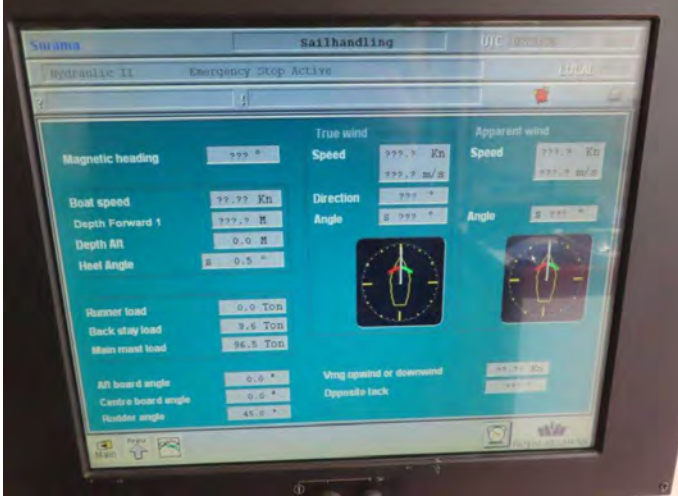 Surama Sailhandling UTC
Hydraulic II Emergency Stop Active LOCAL
True wind Apparent wind
Magnetic heading ??? ° Speed ???.? Kn Speed ???.? Kn
???.? m/s ???.? m/s
Boat speed ??.?? Kn Direction ??? °
Depth Forward 1 ???.? M Angle S ??? ° Angle S ??? °
Depth Aft 0.0 M
Heel Angle S 0.5 °
Runner load 0.0 Ton
Back stay load 9.6 Ton
Main mast load 96.5 Ton
Aft board angle 0.0 ° Vmg upwind or downwind ??.?? Kn
Centre board angle 0.0 ° Opposite tack
Rudder angle 45.0 °
Main